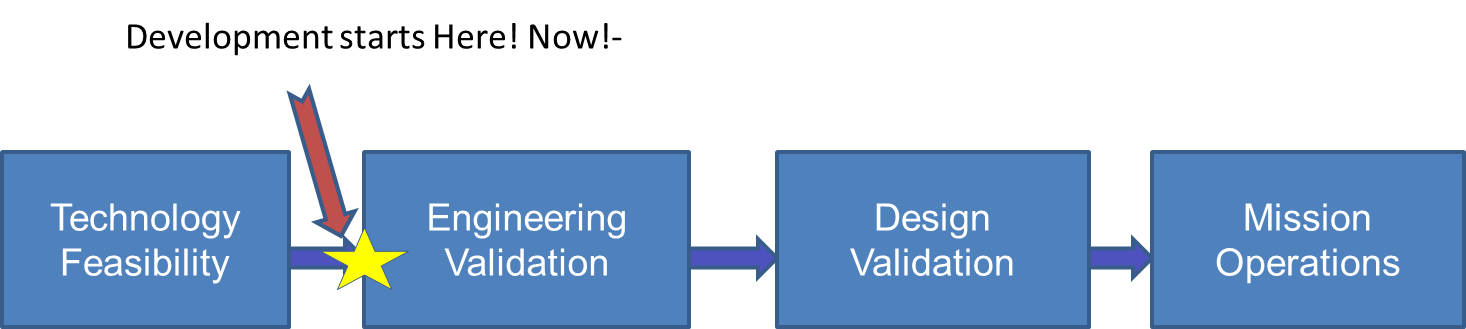 Development starts Here! Now!-
Technology
Feasibility
Engineering
Validation
Design
Validation
Mission
Operations